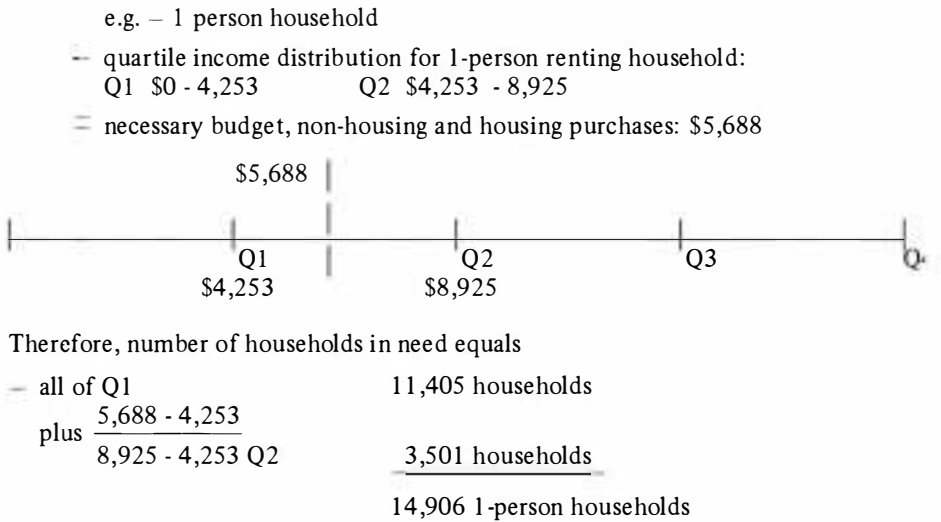 e.g. – 1 person household
– quartile income distribution for 1-person renting household:
Q1 $0 - 4,253 Q2 $4,253 - 8,925
– necessary budget, non-housing and housing purchases: $5,688
$5,688
Q1 Q2 Q3
$4,253 $8,925
Therefore, number of households in need equals
– all of Q1 11,405 households
plus 5,688 - 4,253
8,925 - 4,253 Q2 3,501 households
14,906 1-person households